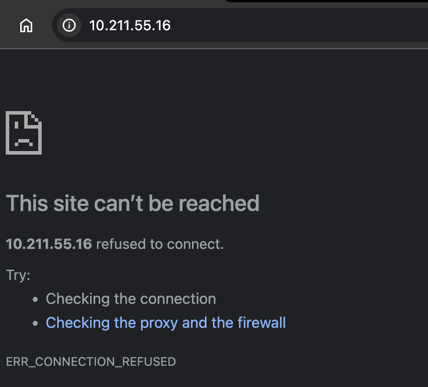 10.211.55.16
This site can’t be reached
10.211.55.16 refused to connect.
Try:
• Checking the connection
• Checking the proxy and the firewall
ERR_CONNECTION_REFUSED